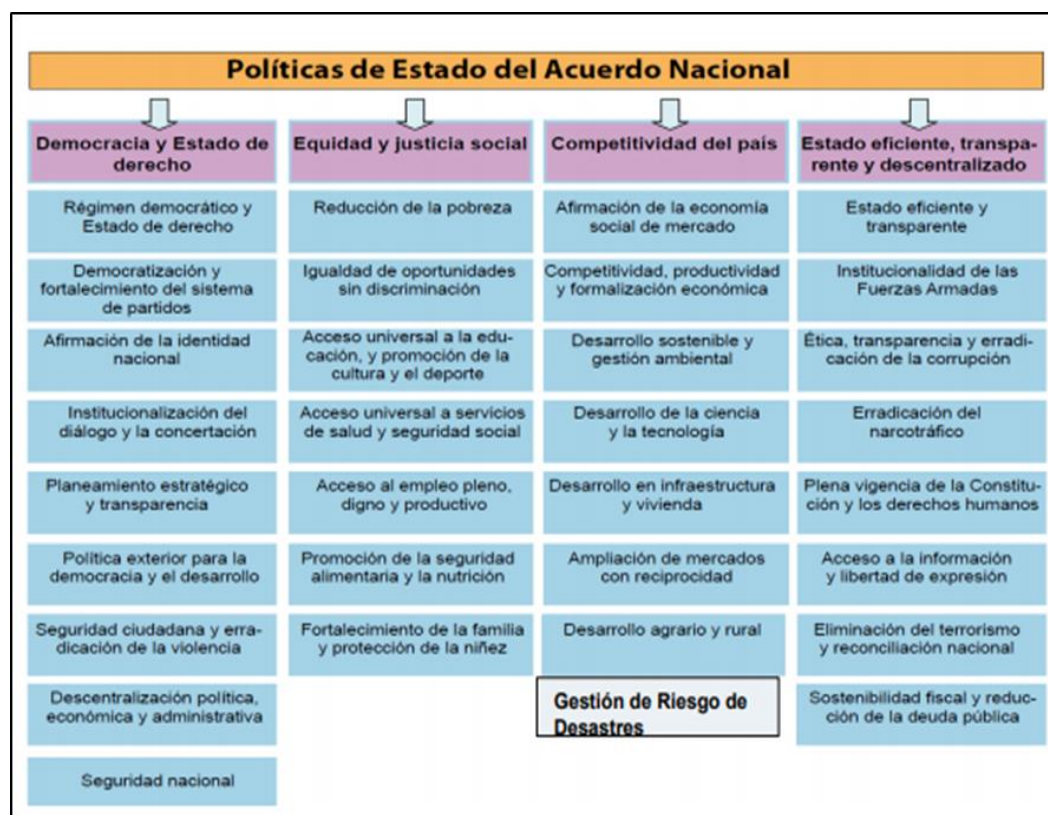 Políticas de Estado del Acuerdo Nacional
Democracia y Estado de
derecho
Régimen democrático y
Estado de derecho
Democratización y
fortalecimiento del sistema
de partidos
Afirmación de la identidad
nacional
Institucionalización del
diálogo y la concertación
Planeamiento estratégico
y transparencia
Política exterior para la
democracia y el desarrollo
Seguridad ciudadana y erra-
dicación de la violencia
Descentralización política,
económica y administrativa
Seguridad nacional
Equidad y justicia social
Reducción de la pobreza
Igualdad de oportunidades
sin discriminación
Acceso universal a la edu-
cación, y promoción de la
cultura y el deporte
Acceso universal a servicios
de salud y seguridad social
Acceso al empleo pleno,
digno y productivo
Promoción de la seguridad
alimentaria y la nutrición
Fortalecimiento de la familia
y protección de la niñez
Competitividad del país
Afirmación de la economía
social de mercado
Competitividad, productividad
y formalización económica
Desarrollo sostenible y
gestión ambiental
Desarrollo de la ciencia
y la tecnología
Desarrollo en infraestructura
y vivienda
Ampliación de mercados
con reciprocidad
Desarrollo agrario y rural
Gestión de Riesgo de
Desastres
Estado eficiente, transpa-
rente y descentralizado
Estado eficiente y
transparente
Institucionalidad de las
Fuerzas Armadas
Ética, transparencia y erradi-
cación de la corrupción
Erradicación del
narcotráfico
Plena vigencia de la Constitu-
ción y los derechos humanos
Acceso a la información
y libertad de expresión
Eliminación del terrorismo
y reconciliación nacional
Sostenibilidad fiscal y reduc-
ción de la deuda pública